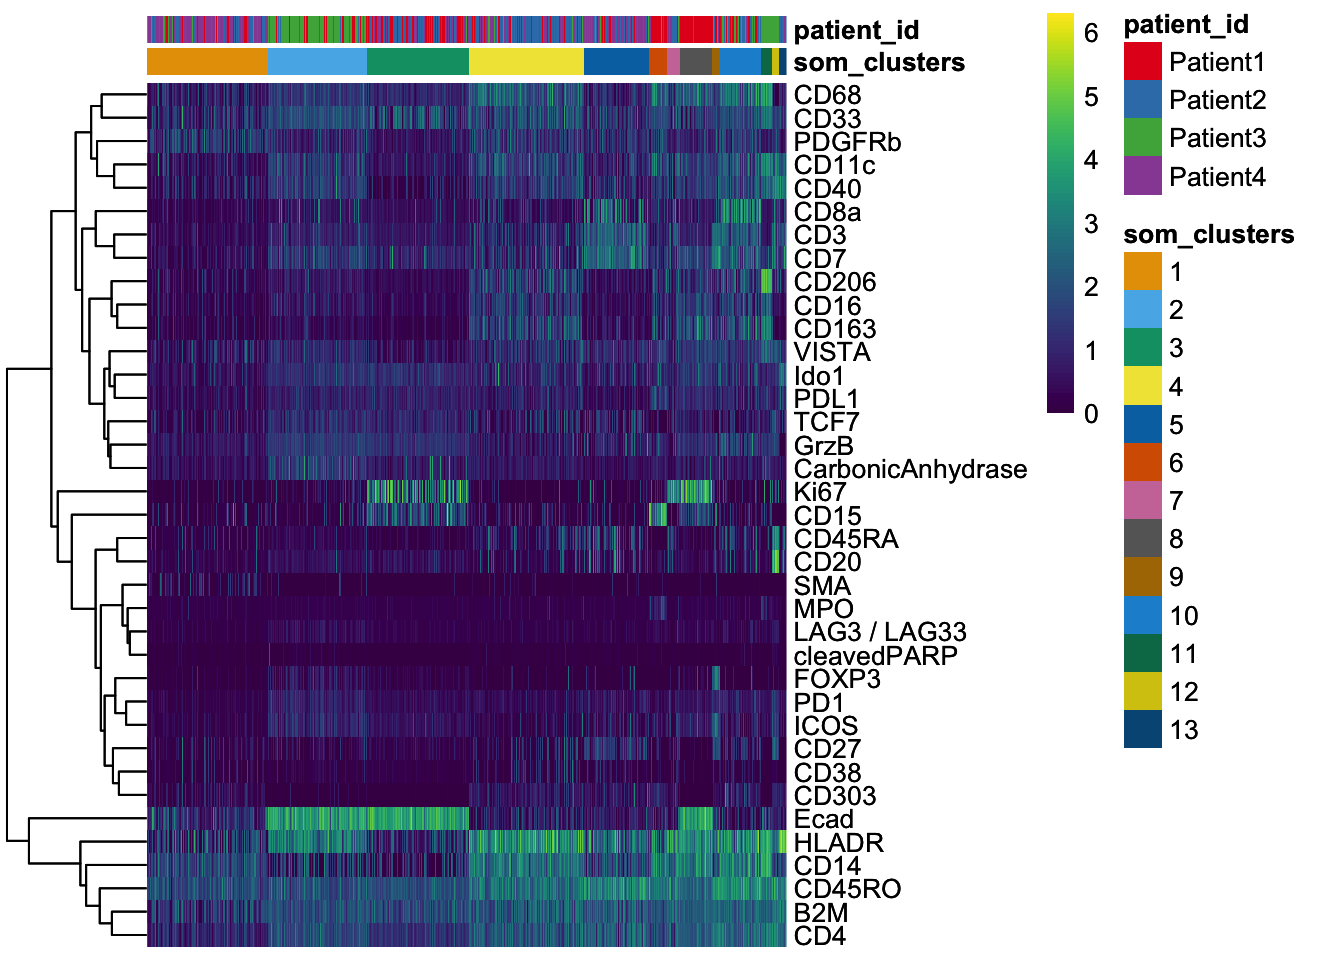 patient_id
som_clusters
CD68
CD33
PDGFRb
CD11c
CD40
CD8a
CD3
CD7
CD206
CD16
CD163
VISTA
Ido1
PDL1
TCF7
GrzB
CarbonicAnhydrase
Ki67
CD15
CD45RA
CD20
SMA
MPO
LAG3 / LAG33
cleavedPARP
FOXP3
PD1
ICOS
CD27
CD38
CD303
Ecad
HLADR
CD14
CD45RO
B2M
CD4
6
5
4
3
2
1
0
patient_id
Patient1
Patient2
Patient3
Patient4
som_clusters
1
2
3
4
5
6
7
8
9
10
11
12
13